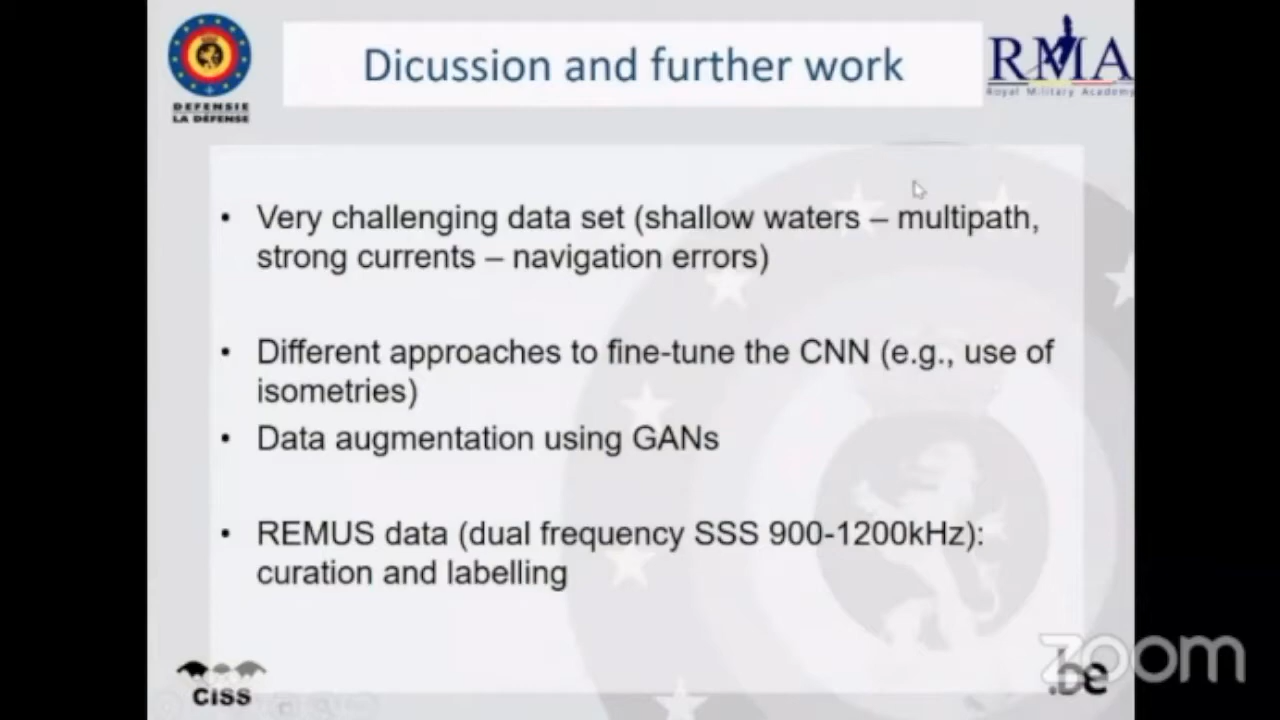 DEFENSIE
LA DEFENSE
Dicussion and further work
RMA
Royal Military Academy
• Very challenging data set (shallow waters – multipath,
strong currents – navigation errors)
• Different approaches to fine-tune the CNN (e.g., use of
isometries)
• Data augmentation using GANs
• REMUS data (dual frequency SSS 900-1200kHz):
curation and labelling
CISS
.be
zoom